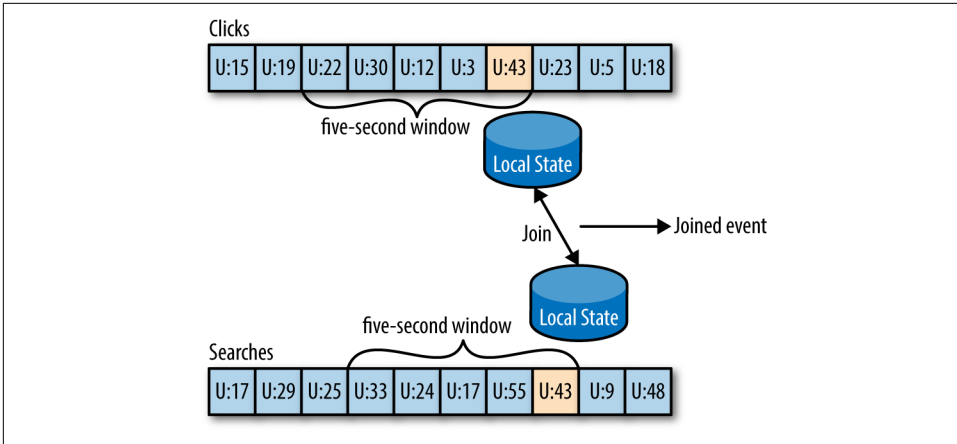 Clicks
U:15 U:19 U:22 U:30 U:12 U:3 U:43 U:23 U:5 U:18
five-second window
Local State
Join
Joined event
Local State
five-second window
Searches
U:17 U:29 U:25 U:33 U:24 U:17 U:55 U:43 U:9 U:48